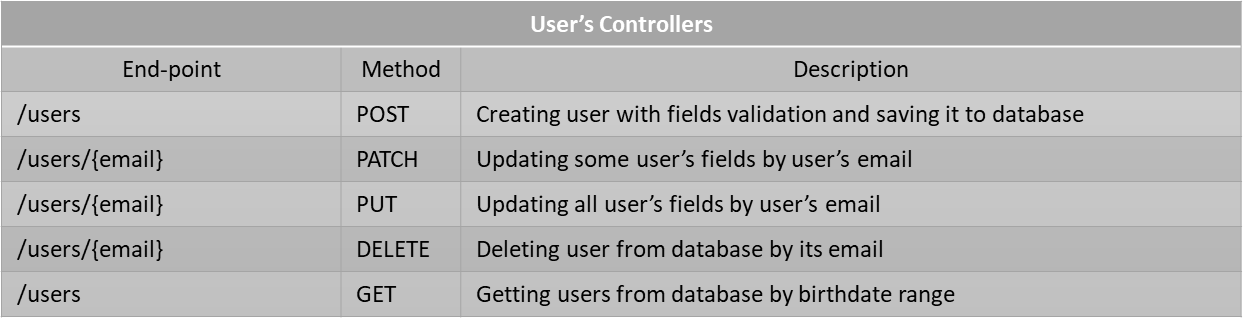 User’s Controllers
End-point Method Description
/users POST Creating user with fields validation and saving it to database
/users/{email} PATCH Updating some user’s fields by user’s email
/users/{email} PUT Updating all user’s fields by user’s email
/users/{email} DELETE Deleting user from database by its email
/users GET Getting users from database by birthdate range